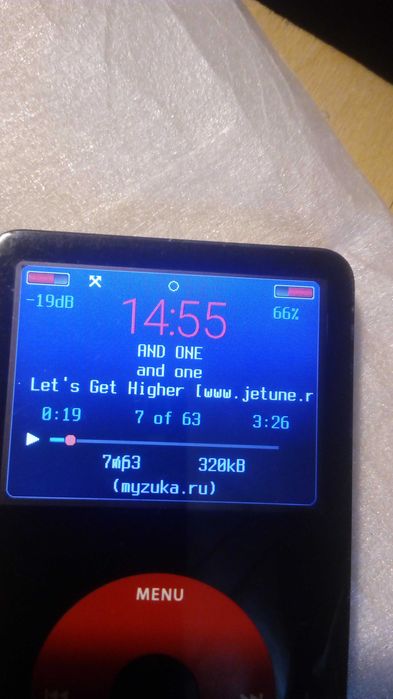 -19dB
14:55
66%
AND ONE
and one
Let's Get Higher [www.jetune.r
0:19 7 of 63 3:26
320kB
(myzuka.ru)
MENU